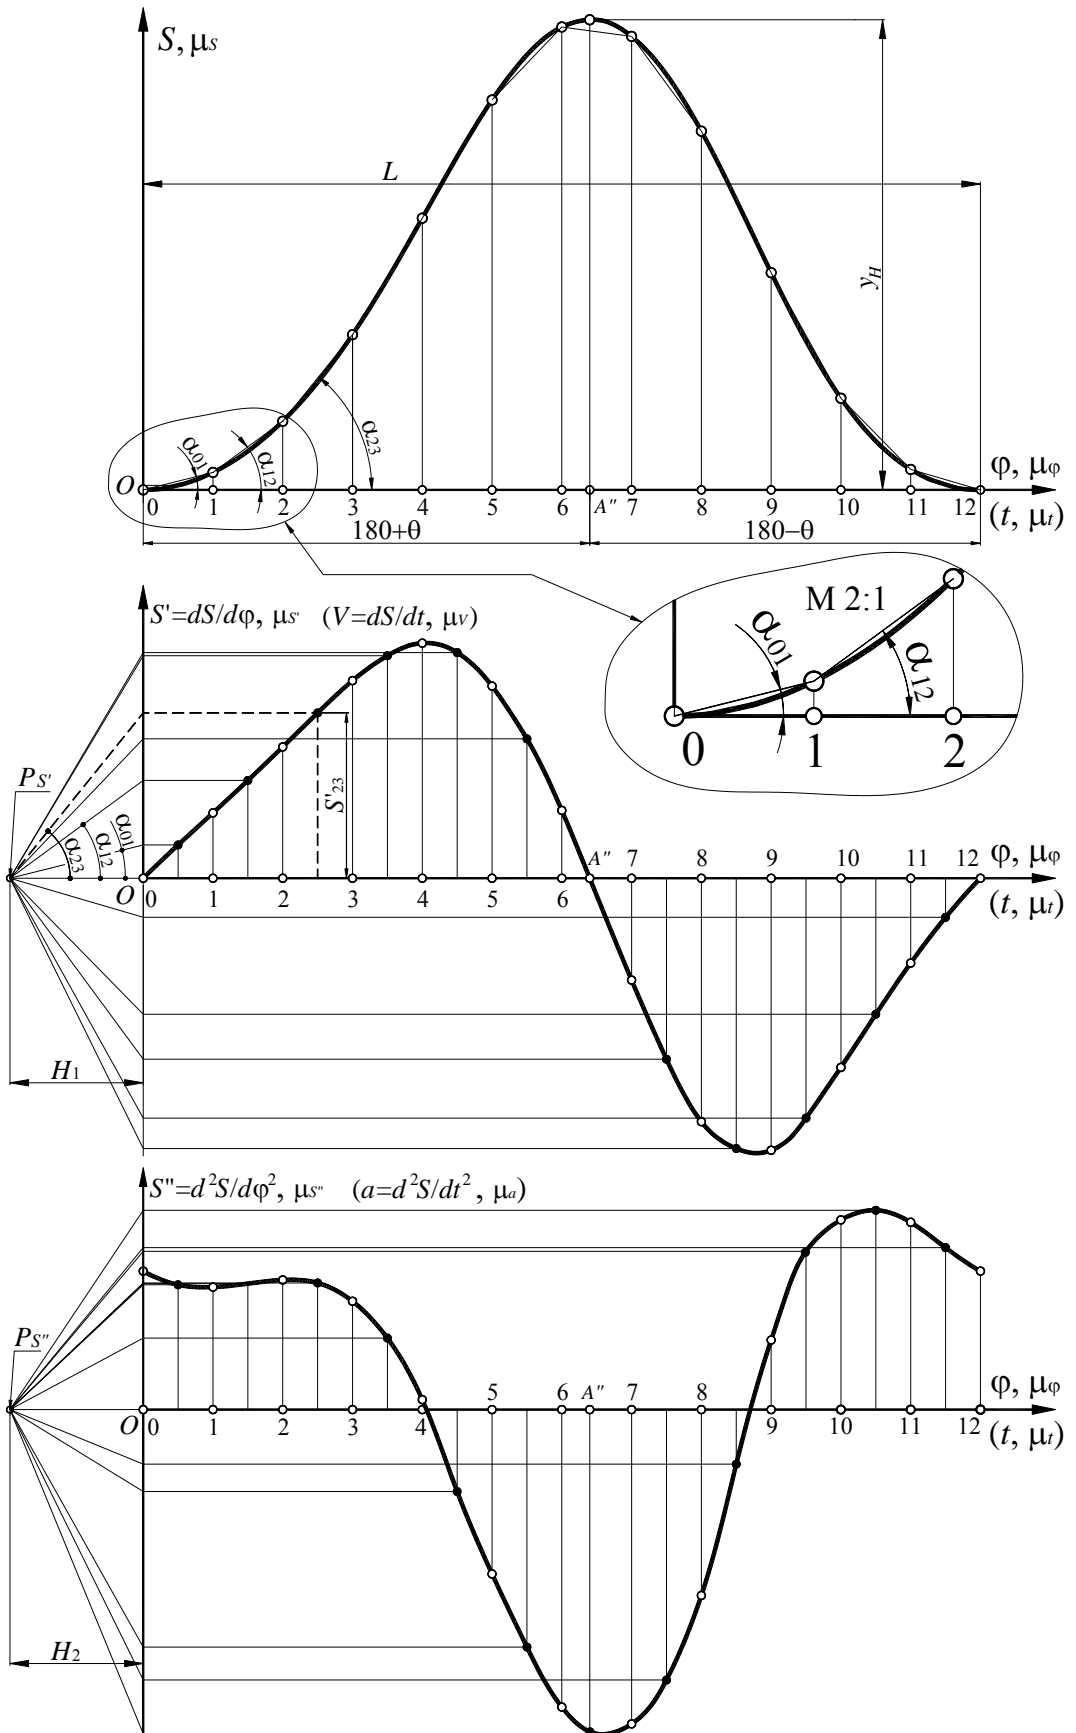 S, μS
L
yH
α01
α12
α23
O
0 1 2 3 4 5 6 A″ 7 8 9 10 11 12
φ, μφ
(t, μt)
180+θ
180−θ
S'=dS/dφ, μS' (V=dS/dt, μV)
M 2:1
α01
α12
0 1 2
PS'
S'23
α01
α12
α23
O
0 1 2 3 4 5 6 A″ 7 8 9 10 11 12
φ, μφ
(t, μt)
H1
S"=d²S/dφ², μS" (a=d²S/dt², μa)
PS"
O
0 1 2 3 4 5 6 A″ 7 8 9 10 11 12
φ, μφ
(t, μt)
H2